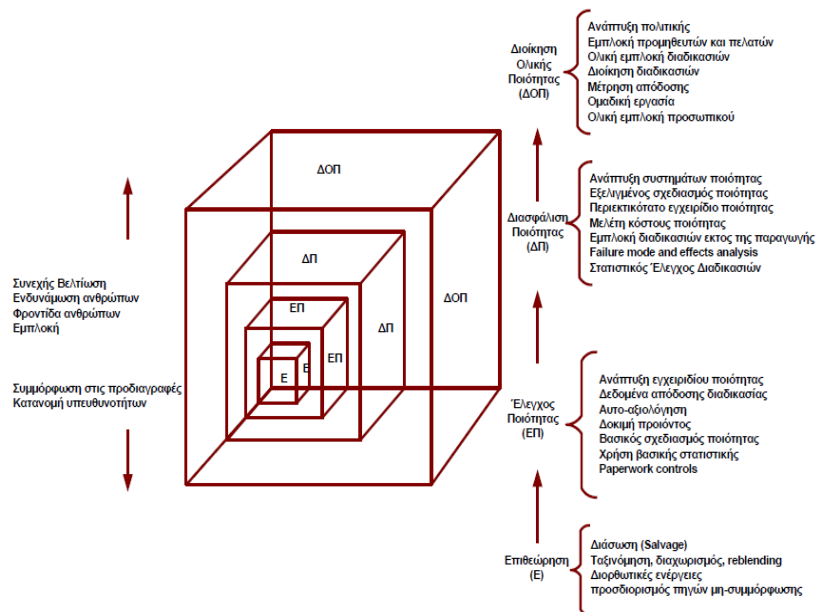 Διοίκηση
Ολικής
Ποιότητας
(ΔΟΠ)
Ανάπτυξη πολιτικής
Εμπλοκή προμηθευτών και πελατών
Ολική εμπλοκή διαδικασιών
Διοίκηση διαδικασιών
Μέτρηση απόδοσης
Ομαδική εργασία
Ολική εμπλοκή προσωπικού
Διασφάλιση
Ποιότητας
(ΔΠ)
Ανάπτυξη συστημάτων ποιότητας
Εξελιγμένος σχεδιασμός ποιότητας
Περιεκτικότατο εγχειρίδιο ποιότητας
Μελέτη κόστους ποιότητας
Εμπλοκή διαδικασιών εκτος της παραγωγής
Failure mode and effects analysis
Στατιστικός Έλεγχος Διαδικασιών
Έλεγχος
Ποιότητας
(ΕΠ)
Ανάπτυξη εγχειριδίου ποιότητας
Δεδομένα απόδοσης διαδικασίας
Αυτο-αξιολόγηση
Δοκιμή προιόντος
Βασικός σχεδιασμός ποιότητας
Χρήση βασικής στατιστικής
Paperwork controls
Επιθεώρηση
(Ε)
Διάσωση (Salvage)
Ταξινόμηση, διαχωρισμός, reblending
Διορθωτικές ενέργειες
προσδιορισμός πηγών μη-συμμόρφωσης
ΔΟΠ
ΔΠ
ΕΠ
Ε
Ε
ΕΠ
ΔΠ
ΔΟΠ
Συνεχής Βελτίωση
Ενδυνάμωση ανθρώπων
Φροντίδα ανθρώπων
Εμπλοκή
Συμμόρφωση στις προδιαγραφές
Κατανομή υπευθυνοτήτων